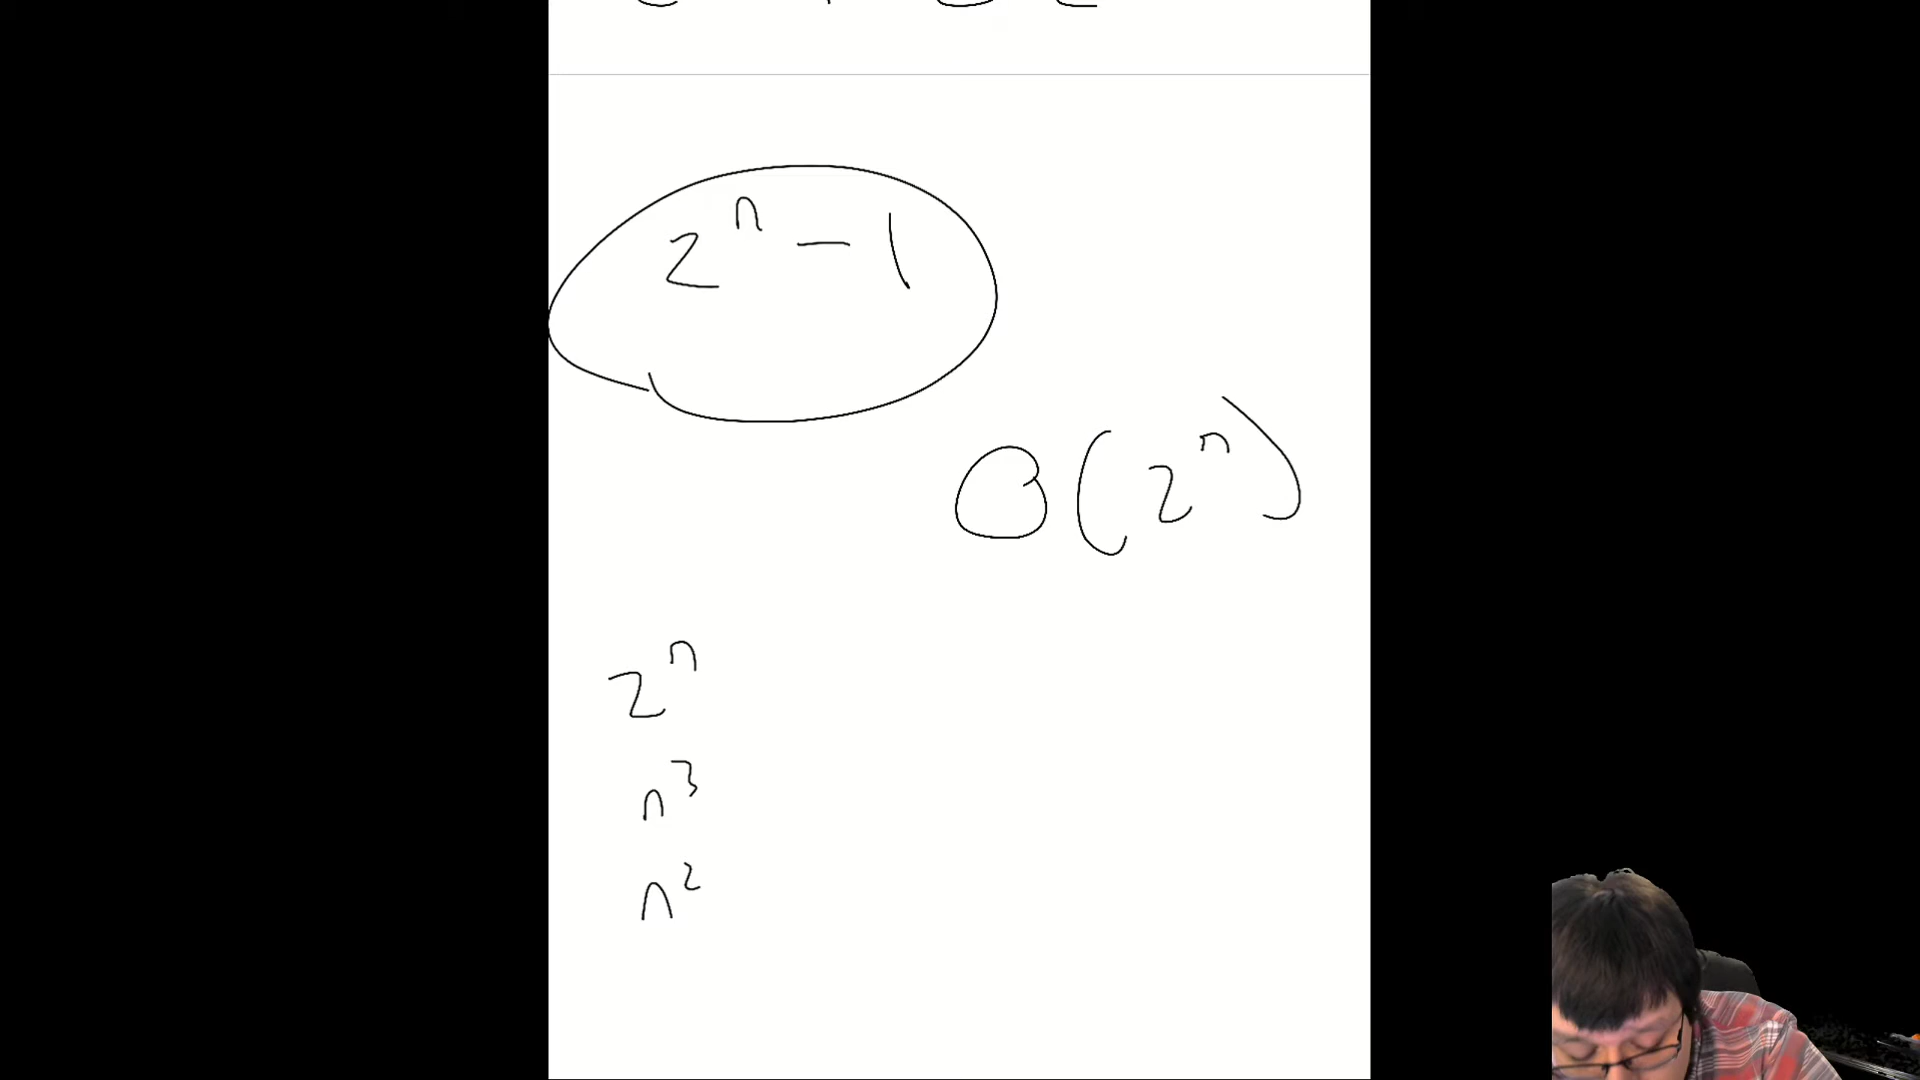 2ⁿ - 1
O(2ⁿ)
2ⁿ
n³
n²